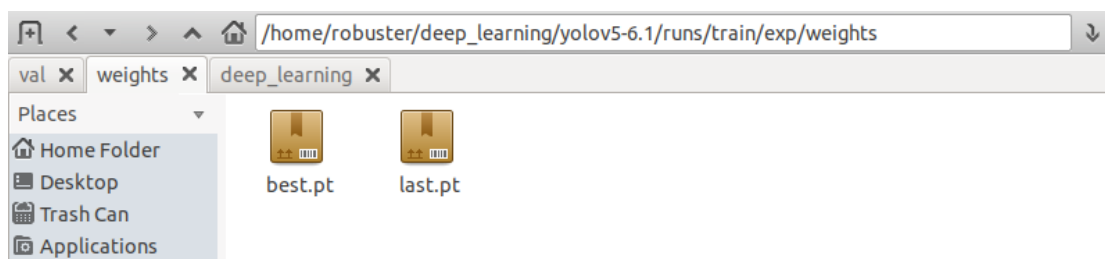 /home/robuster/deep_learning/yolov5-6.1/runs/train/exp/weights
val weights deep_learning
Places
Home Folder
Desktop
Trash Can
Applications
best.pt last.pt